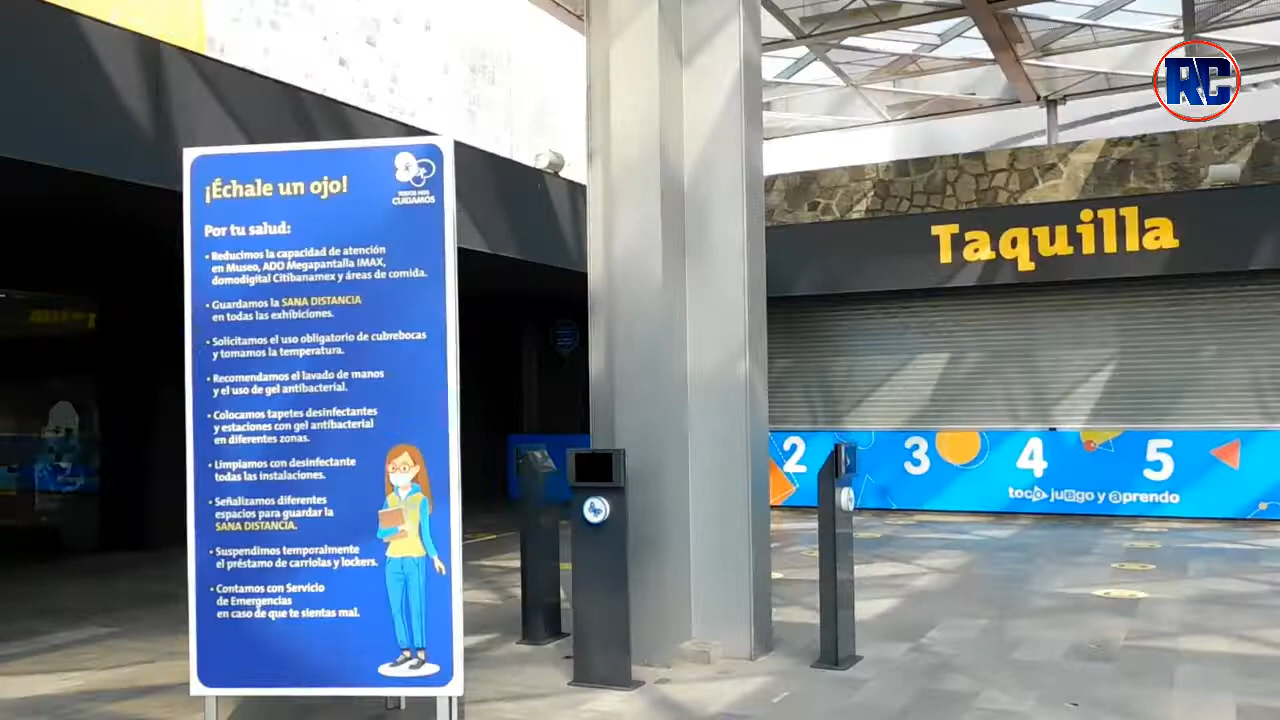 ¡Échale un ojo!
TODOS NOS
CUIDAMOS
Por tu salud:
• Reducimos la capacidad de atención
en Museo, ADO Megapantalla IMAX,
domodigital Citibanamex y áreas de comida.
• Guardamos la SANA DISTANCIA
en todas las exhibiciones.
• Solicitamos el uso obligatorio de cubrebocas
y tomamos la temperatura.
• Recomendamos el lavado de manos
y el uso de gel antibacterial.
• Colocamos tapetes desinfectantes
y estaciones con gel antibacterial
en diferentes zonas.
• Limpiamos con desinfectante
todas las instalaciones.
• Señalizamos diferentes
espacios para guardar la
SANA DISTANCIA.
• Suspendimos temporalmente
el préstamo de carriolas y lockers.
• Contamos con Servicio
de Emergencias
en caso de que te sientas mal.
RC
Taquilla
2 3 4 5
toco, juego y aprendo